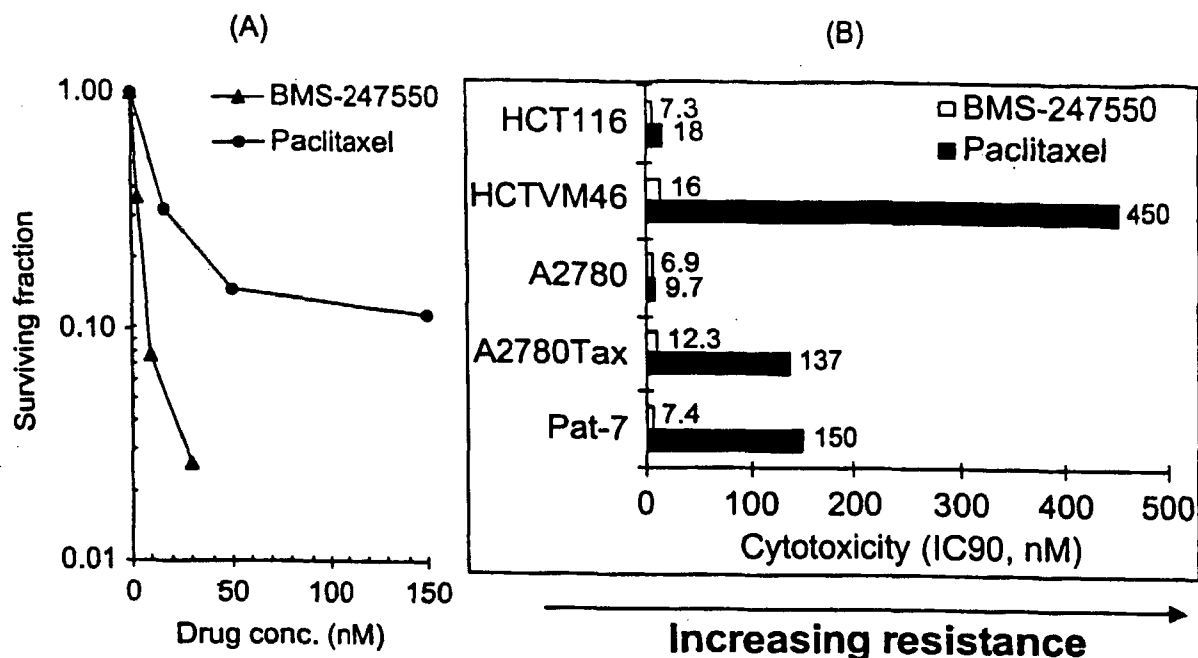 (A)
1.00
BMS-247550
Paclitaxel
0.10
0.01
Surviving fraction
0 50 100 150
Drug conc. (nM)
(B)
BMS-247550
Paclitaxel
HCT116
7.3
18
HCTVM46
16
450
A2780
6.9
9.7
A2780Tax
12.3
137
Pat-7
7.4
150
0 100 200 300 400 500
Cytotoxicity (IC90, nM)
Increasing resistance